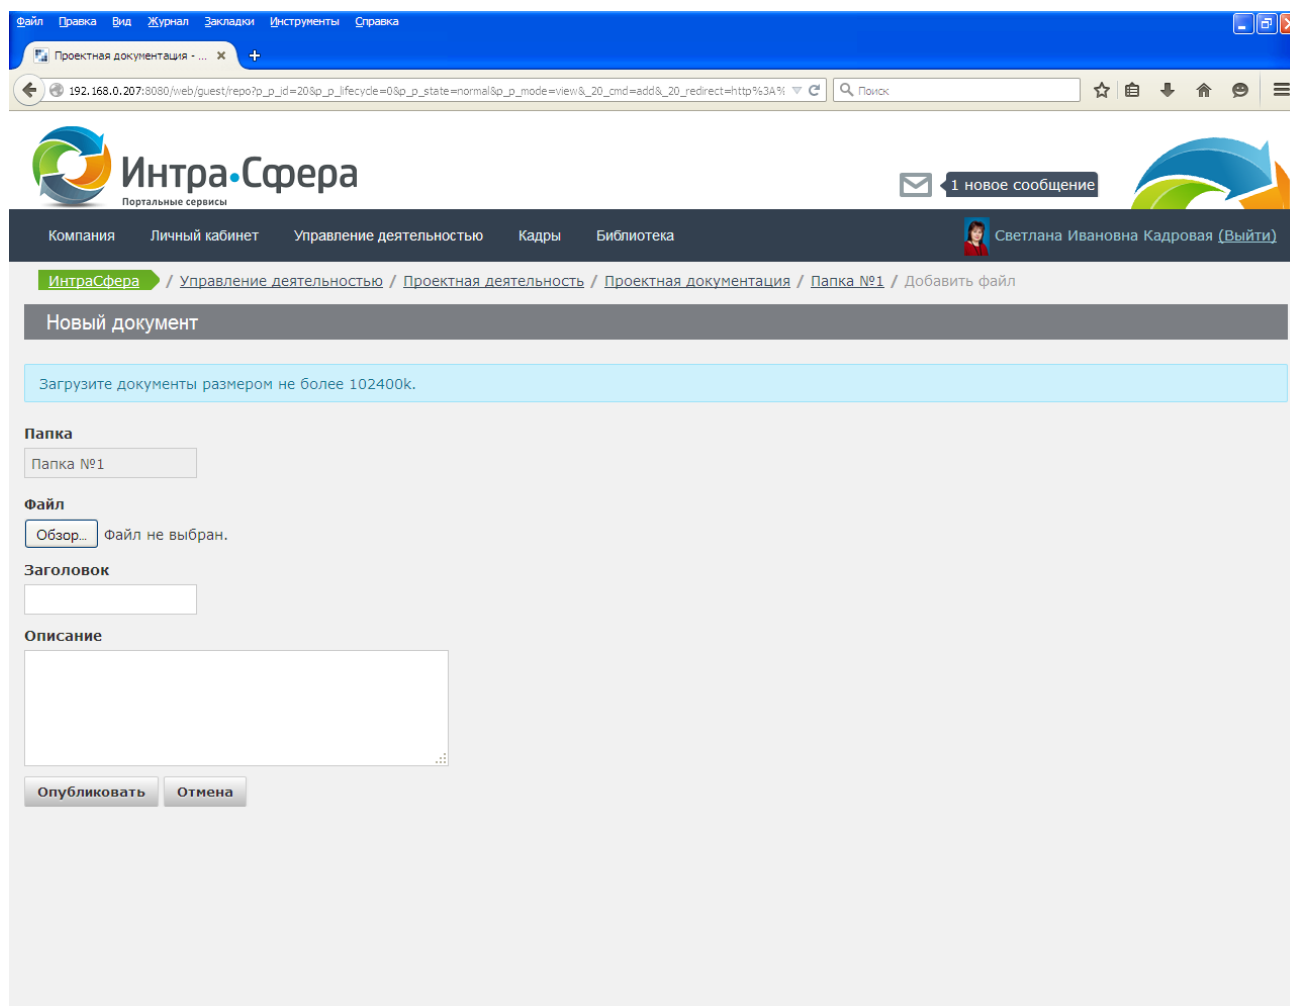 Файл Правка Вид Журнал Закладки Инструменты Справка
Проектная документация - ...
192.168.0.207:8080/web/guest/repo?p_p_id=20&p_p_lifecycle=0&p_p_state=normal&p_p_mode=view&_20_cmd=add&_20_redirect=http%3A% Поиск
Интра•Сфера
Портальные сервисы
1 новое сообщение
Компания Личный кабинет Управление деятельностью Кадры Библиотека Светлана Ивановна Кадровая (Выйти)
ИнтраСфера / Управление деятельностью / Проектная деятельность / Проектная документация / Папка №1 / Добавить файл
Новый документ
Загрузите документы размером не более 102400k.
Папка
Папка №1
Файл
Обзор... Файл не выбран.
Заголовок
Описание
Опубликовать Отмена